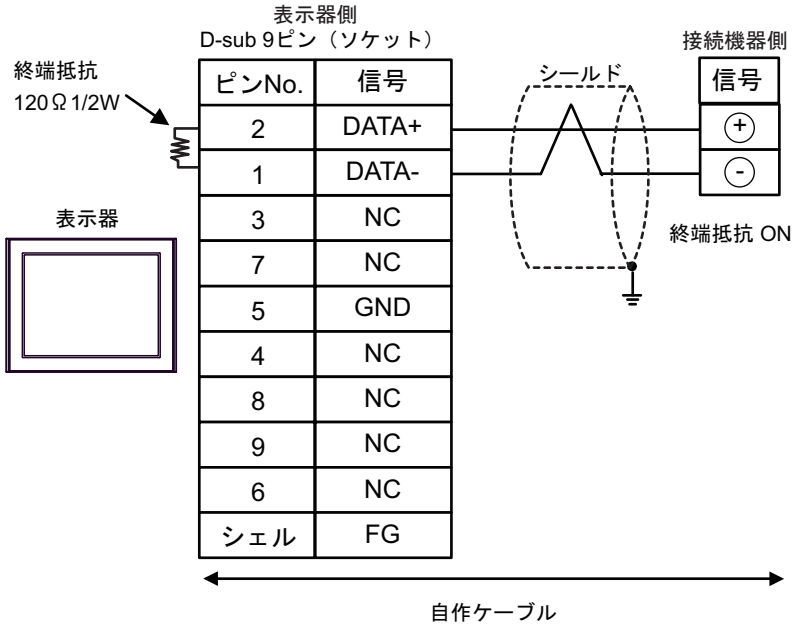 表示器側
D-sub 9ピン（ソケット）
接続機器側
終端抵抗
120Ω 1/2W
ピンNo. 信号
シールド
信号
2 DATA+
+
1 DATA-
-
3 NC
表示器
終端抵抗 ON
7 NC
5 GND
4 NC
8 NC
9 NC
6 NC
シェル FG
自作ケーブル